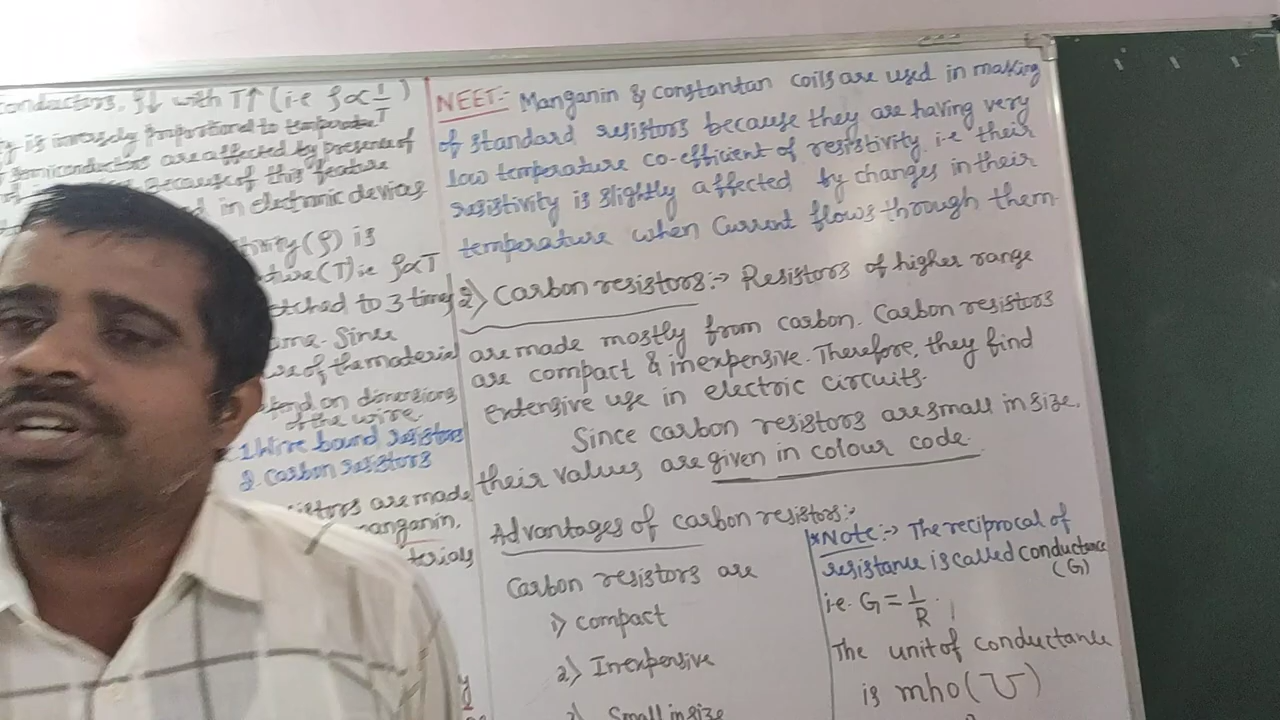 conductors, ρ↓ with T↑ (i.e ρ∝1/T)
is inversely proportional to temperature
semiconductors are affected by presence of
because of this feature
in electronic devices
(ρ) is
(T) ie ρ∝T
to 3 times
Since
of the material
on dimensions
of the wire.
1. Wire bound resistors
2. Carbon resistors
are made
manganin.
NEET:- Manganin & constantan coils are used in making
of standard resistors because they are having very
low temperature co-efficient of resistivity i.e their
resistivity is slightly affected by changes in their
temperature when current flows through them.
2) Carbon resistors:-> Resistors of higher range
are made mostly from carbon. Carbon resistors
are compact & inexpensive. Therefore, they find
extensive use in electric circuits.
Since carbon resistors are small in size,
their values are given in colour code.
Advantages of carbon resistors:-
Carbon resistors are
1) compact
2) Inexpensive
Small in size
*Note:-> The reciprocal of
resistance is called conductance
(G)
i.e. G = 1/R
The unit of conductance
is mho (℧)